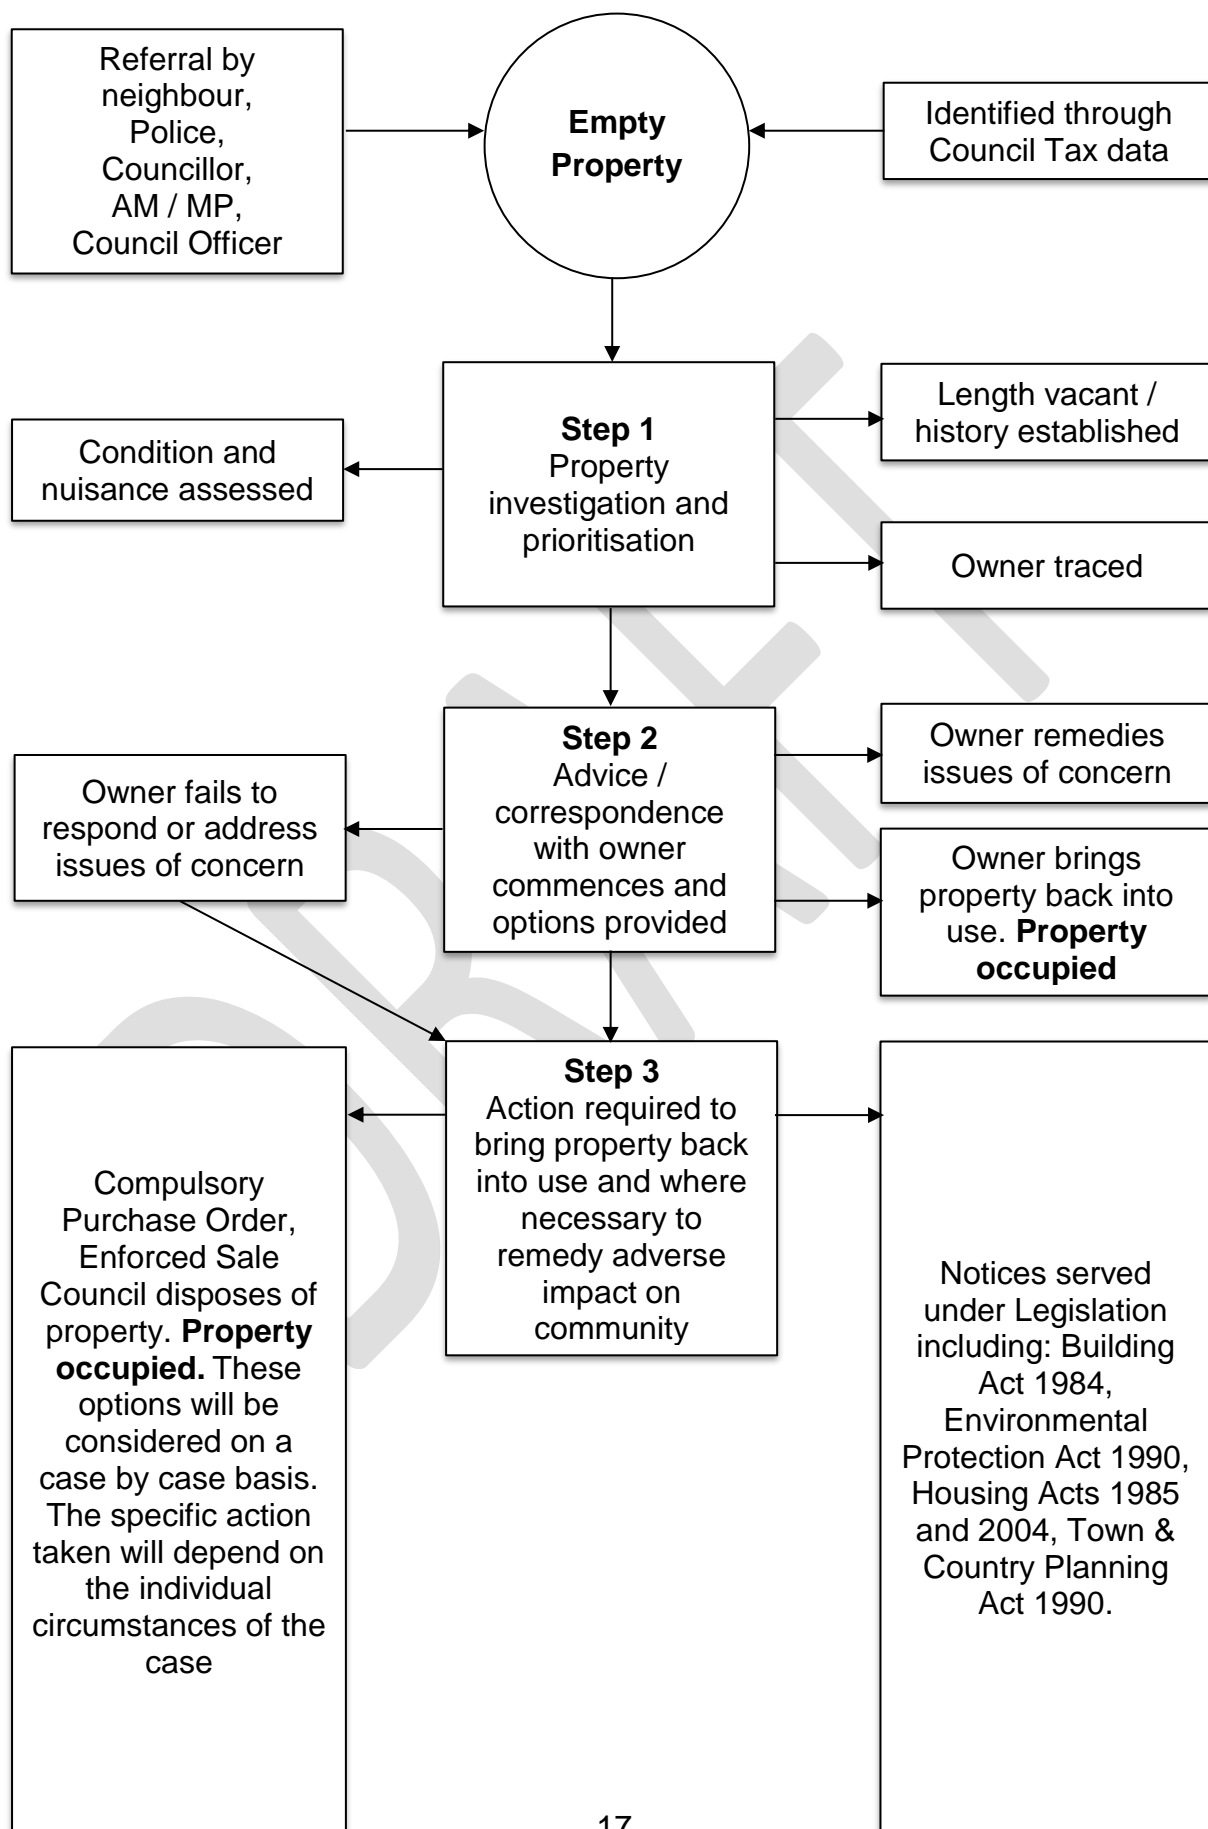 Referral by
neighbour,
Police,
Councillor,
AM / MP,
Council Officer
Empty
Property
Identified through
Council Tax data
Step 1
Property
investigation and
prioritisation
Condition and
nuisance assessed
Length vacant /
history established
Owner traced
Step 2
Advice /
correspondence
with owner
commences and
options provided
Owner fails to
respond or address
issues of concern
Owner remedies
issues of concern
Owner brings
property back into
use. Property
occupied
Step 3
Action required to
bring property back
into use and where
necessary to
remedy adverse
impact on
community
Compulsory
Purchase Order,
Enforced Sale
Council disposes of
property. Property
occupied. These
options will be
considered on a
case by case basis.
The specific action
taken will depend on
the individual
circumstances of the
case
Notices served
under Legislation
including: Building
Act 1984,
Environmental
Protection Act 1990,
Housing Acts 1985
and 2004, Town &
Country Planning
Act 1990.
DRAFT
17